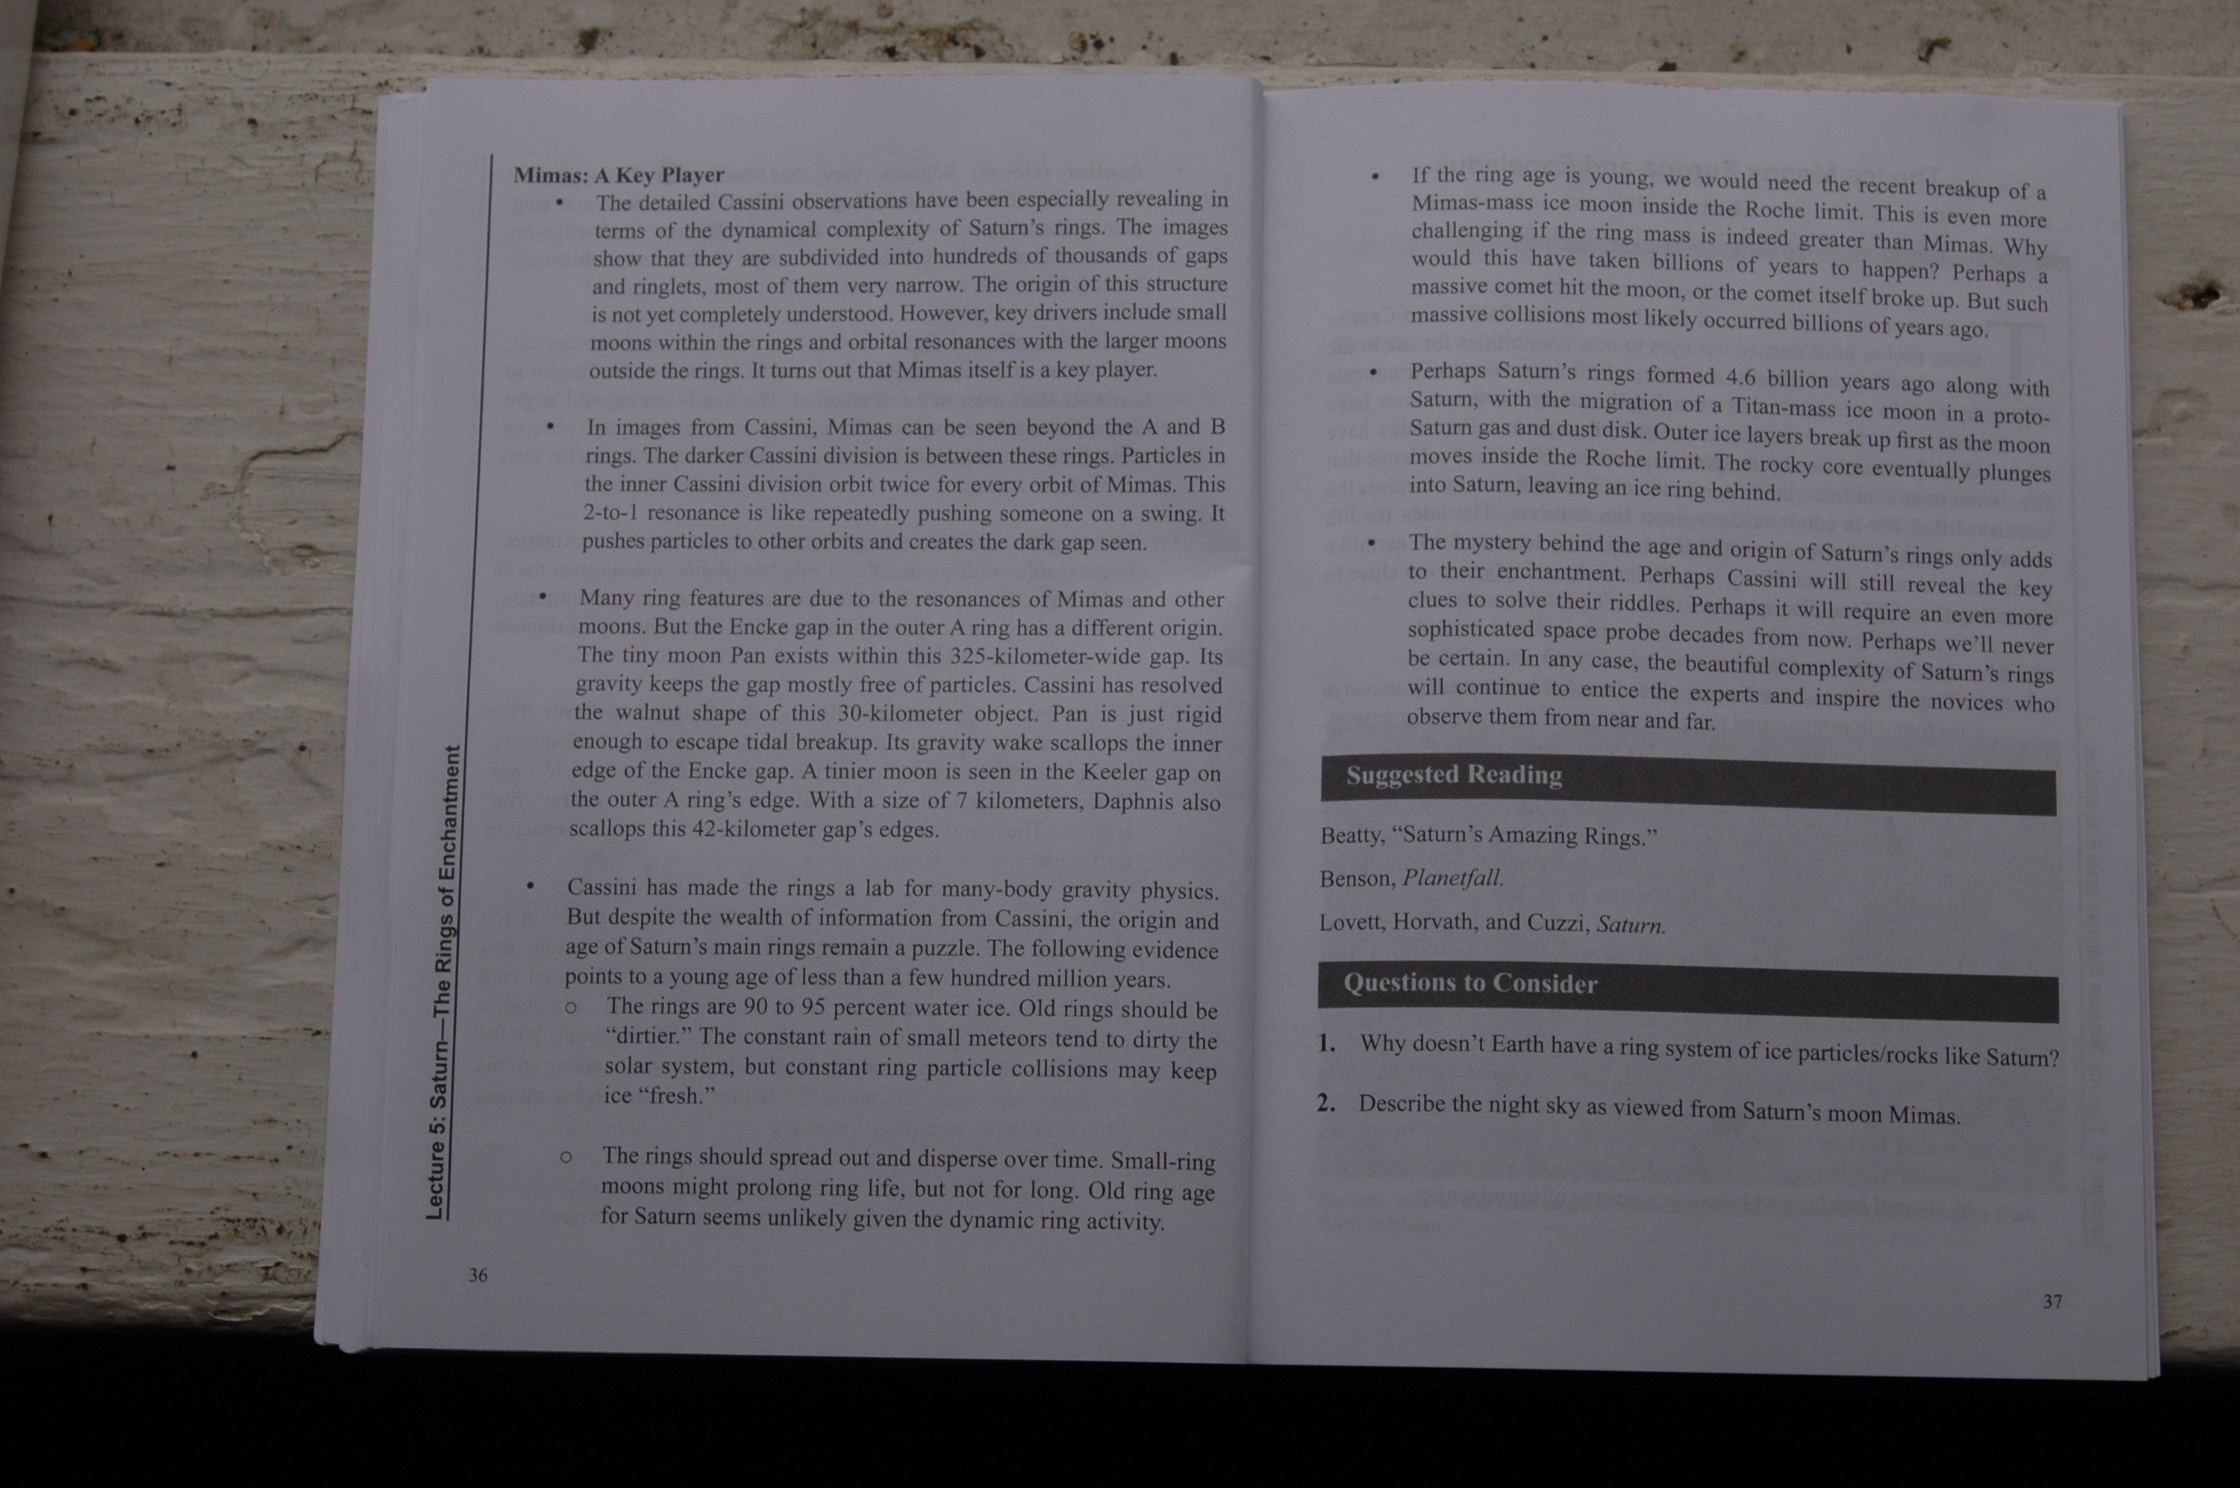 Lecture 5: Saturn—The Rings of Enchantment
Mimas: A Key Player
• The detailed Cassini observations have been especially revealing in
terms of the dynamical complexity of Saturn's rings. The images
show that they are subdivided into hundreds of thousands of gaps
and ringlets, most of them very narrow. The origin of this structure
is not yet completely understood. However, key drivers include small
moons within the rings and orbital resonances with the larger moons
outside the rings. It turns out that Mimas itself is a key player.
• In images from Cassini, Mimas can be seen beyond the A and B
rings. The darker Cassini division is between these rings. Particles in
the inner Cassini division orbit twice for every orbit of Mimas. This
2-to-1 resonance is like repeatedly pushing someone on a swing. It
pushes particles to other orbits and creates the dark gap seen.
• Many ring features are due to the resonances of Mimas and other
moons. But the Encke gap in the outer A ring has a different origin.
The tiny moon Pan exists within this 325-kilometer-wide gap. Its
gravity keeps the gap mostly free of particles. Cassini has resolved
the walnut shape of this 30-kilometer object. Pan is just rigid
enough to escape tidal breakup. Its gravity wake scallops the inner
edge of the Encke gap. A tinier moon is seen in the Keeler gap on
the outer A ring's edge. With a size of 7 kilometers, Daphnis also
scallops this 42-kilometer gap's edges.
• Cassini has made the rings a lab for many-body gravity physics.
But despite the wealth of information from Cassini, the origin and
age of Saturn's main rings remain a puzzle. The following evidence
points to a young age of less than a few hundred million years.
o The rings are 90 to 95 percent water ice. Old rings should be
“dirtier.” The constant rain of small meteors tend to dirty the
solar system, but constant ring particle collisions may keep
ice “fresh.”
o The rings should spread out and disperse over time. Small-ring
moons might prolong ring life, but not for long. Old ring age
for Saturn seems unlikely given the dynamic ring activity.
36
• If the ring age is young, we would need the recent breakup of a
Mimas-mass ice moon inside the Roche limit. This is even more
challenging if the ring mass is indeed greater than Mimas. Why
would this have taken billions of years to happen? Perhaps a
massive comet hit the moon, or the comet itself broke up. But such
massive collisions most likely occurred billions of years ago.
• Perhaps Saturn's rings formed 4.6 billion years ago along with
Saturn, with the migration of a Titan-mass ice moon in a proto-
Saturn gas and dust disk. Outer ice layers break up first as the moon
moves inside the Roche limit. The rocky core eventually plunges
into Saturn, leaving an ice ring behind.
• The mystery behind the age and origin of Saturn's rings only adds
to their enchantment. Perhaps Cassini will still reveal the key
clues to solve their riddles. Perhaps it will require an even more
sophisticated space probe decades from now. Perhaps we'll never
be certain. In any case, the beautiful complexity of Saturn's rings
will continue to entice the experts and inspire the novices who
observe them from near and far.
Suggested Reading
Beatty, “Saturn's Amazing Rings.”
Benson, Planetfall.
Lovett, Horvath, and Cuzzi, Saturn.
Questions to Consider
1. Why doesn't Earth have a ring system of ice particles/rocks like Saturn?
2. Describe the night sky as viewed from Saturn's moon Mimas.
37